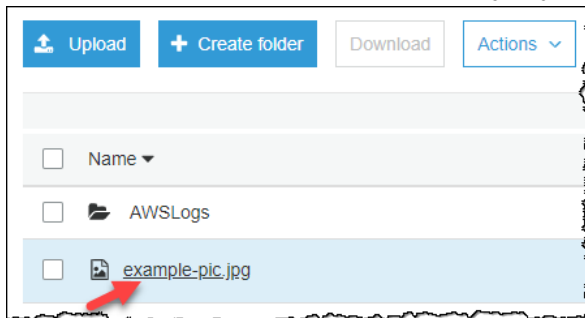 Upload + Create folder Download Actions
Name
AWSLogs
example-pic.jpg